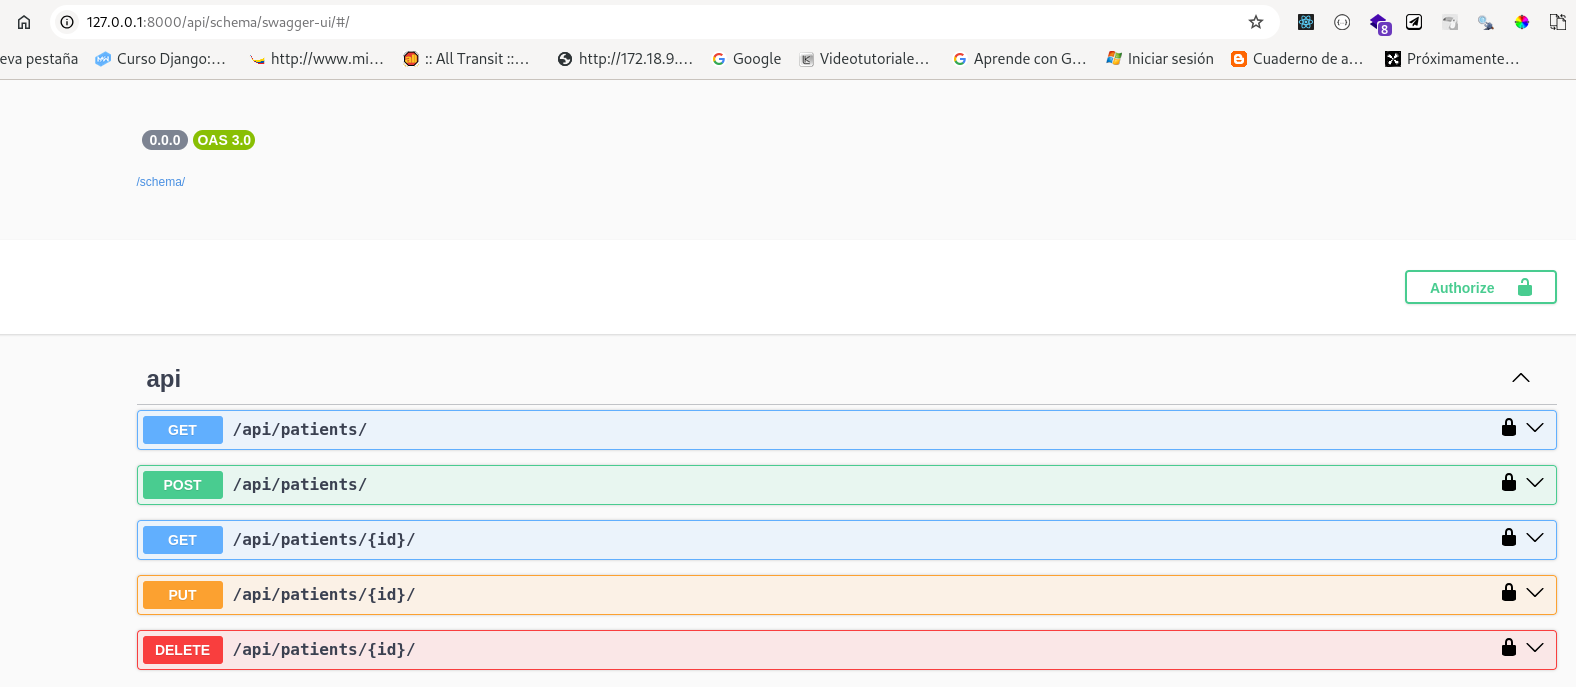 127.0.0.1:8000/api/schema/swagger-ui/#/
8
eva pestaña Curso Django:... http://www.mi... :: All Transit ::... http://172.18.9.... Google Videotutoriale... Aprende con G... Iniciar sesión Cuaderno de a... Próximamente...
0.0.0 OAS 3.0
/schema/
Authorize
api
GET /api/patients/
POST /api/patients/
GET /api/patients/{id}/
PUT /api/patients/{id}/
DELETE /api/patients/{id}/